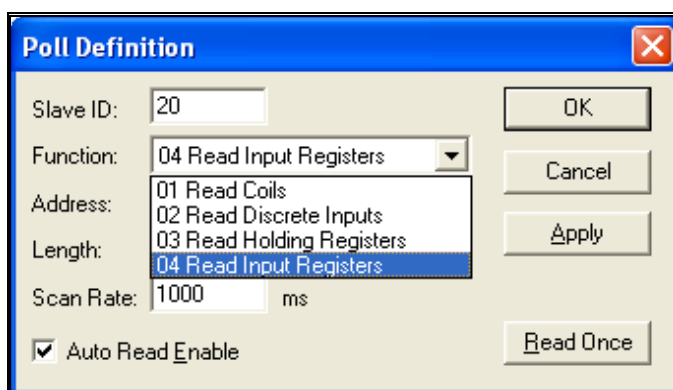 Poll Definition
Slave ID: 20
OK
Function: 04 Read Input Registers
Cancel
01 Read Coils
Address:
02 Read Discrete Inputs
03 Read Holding Registers
Apply
Length:
04 Read Input Registers
Scan Rate: 1000 ms
Auto Read Enable
Read Once